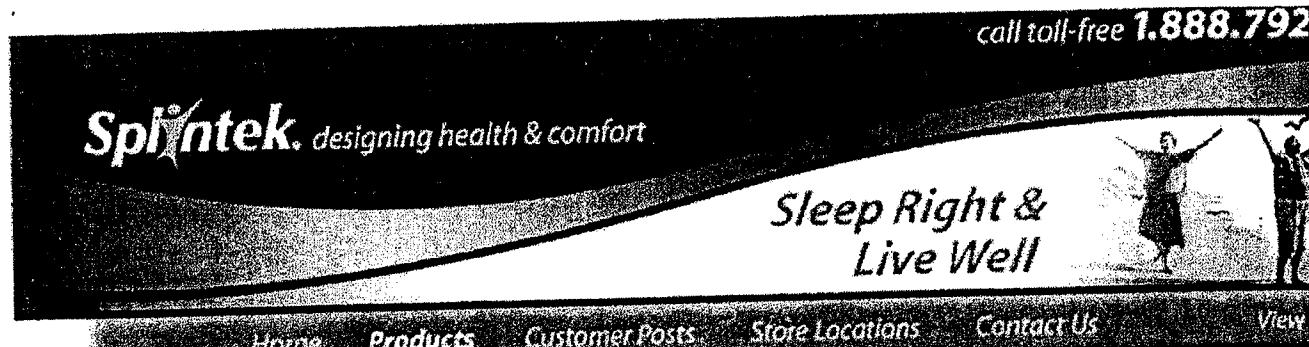 call toll-free 1.888.792
Splintek. designing health & comfort
Sleep Right &
Live Well
Home Products Customer Posts Store Locations Contact Us View